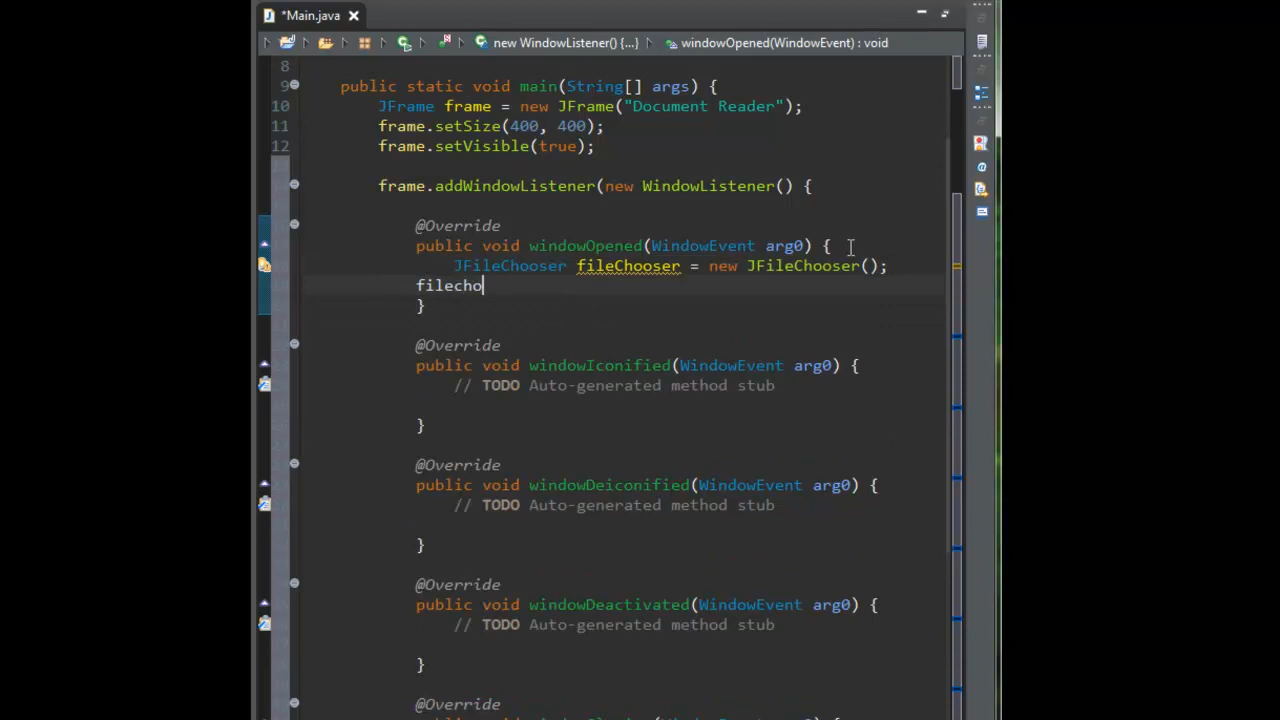 *Main.java
new WindowListener() {...} windowOpened(WindowEvent) : void
8
9 public static void main(String[] args) {
10 JFrame frame = new JFrame("Document Reader");
11 frame.setSize(400, 400);
12 frame.setVisible(true);
frame.addWindowListener(new WindowListener() {
@Override
public void windowOpened(WindowEvent arg0) {
JFileChooser fileChooser = new JFileChooser();
filecho
}
@Override
public void windowIconified(WindowEvent arg0) {
// TODO Auto-generated method stub
}
@Override
public void windowDeiconified(WindowEvent arg0) {
// TODO Auto-generated method stub
}
@Override
public void windowDeactivated(WindowEvent arg0) {
// TODO Auto-generated method stub
}
@Override